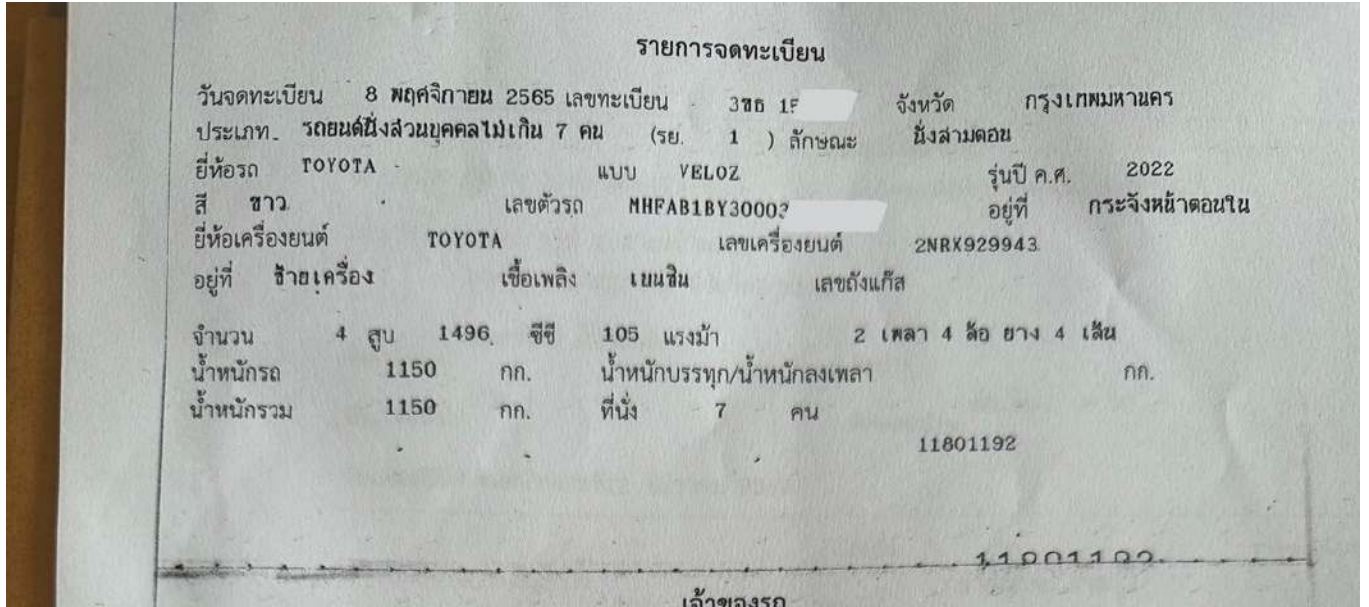 รายการจดทะเบียน
วันจดทะเบียน 8 พฤศจิกายน 2565 เลขทะเบียน 3ขธ 15 จังหวัด กรุงเทพมหานคร
ประเภท รถยนต์นั่งส่วนบุคคลไม่เกิน 7 คน (รย. 1 ) ลักษณะ นั่งสามตอน
ยี่ห้อรถ TOYOTA แบบ VELOZ รุ่นปี ค.ศ. 2022
สี ขาว เลขตัวรถ MHFAB1BY30003 อยู่ที่ กระจังหน้าตอนใน
ยี่ห้อเครื่องยนต์ TOYOTA เลขเครื่องยนต์ 2NRX929943
อยู่ที่ ซ้ายเครื่อง เชื้อเพลิง เบนซิน เลขถังแก๊ส
จำนวน 4 สูบ 1496 ซีซี 105 แรงม้า 2 เพลา 4 ล้อ ยาง 4 เส้น
น้ำหนักรถ 1150 กก. น้ำหนักบรรทุก/น้ำหนักลงเพลา กก.
น้ำหนักรวม 1150 กก. ที่นั่ง 7 คน
11801192
เจ้าของรถ